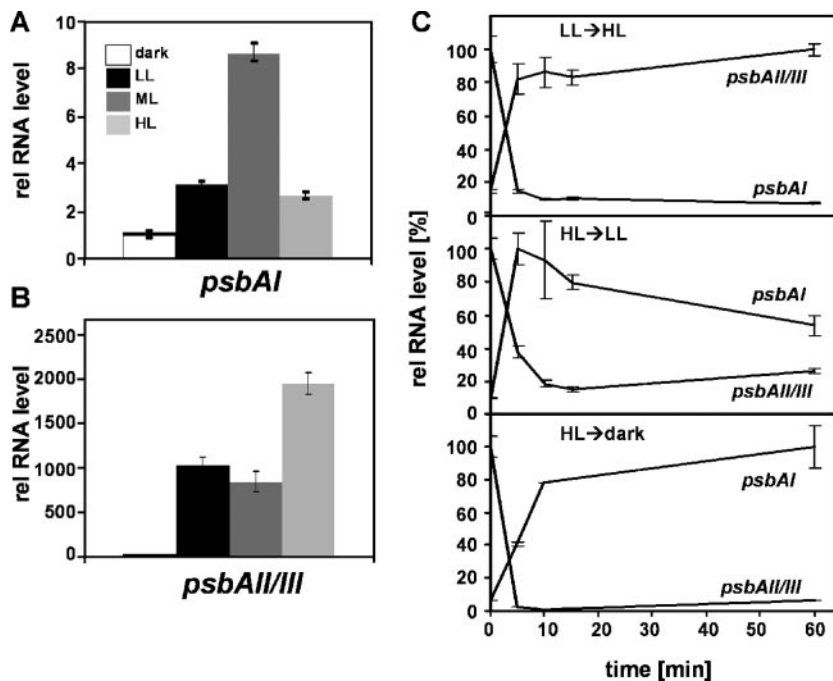 A
rel RNA level
10
8
6
4
2
0
dark
LL
ML
HL
psbAI
B
rel RNA level
2500
2000
1500
1000
500
0
psbAII/III
C
rel RNA level [%]
LL→HL
100
80
60
40
20
0
psbAII/III
psbAI
HL→LL
100
80
60
40
20
0
psbAI
psbAII/III
HL→dark
100
80
60
40
20
0
psbAI
psbAII/III
0 10 20 30 40 50 60
time [min]